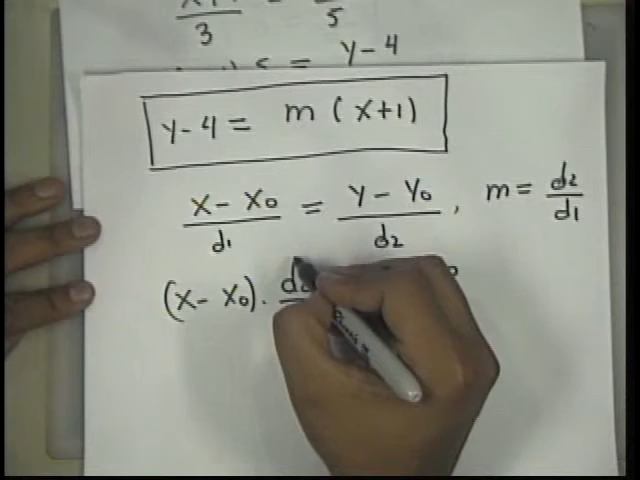 3
5
= y - 4
y - 4 = m ( x + 1 )
x - x₀ / d₁ = y - y₀ / d₂ , m = d₂ / d₁
(x - x₀) .